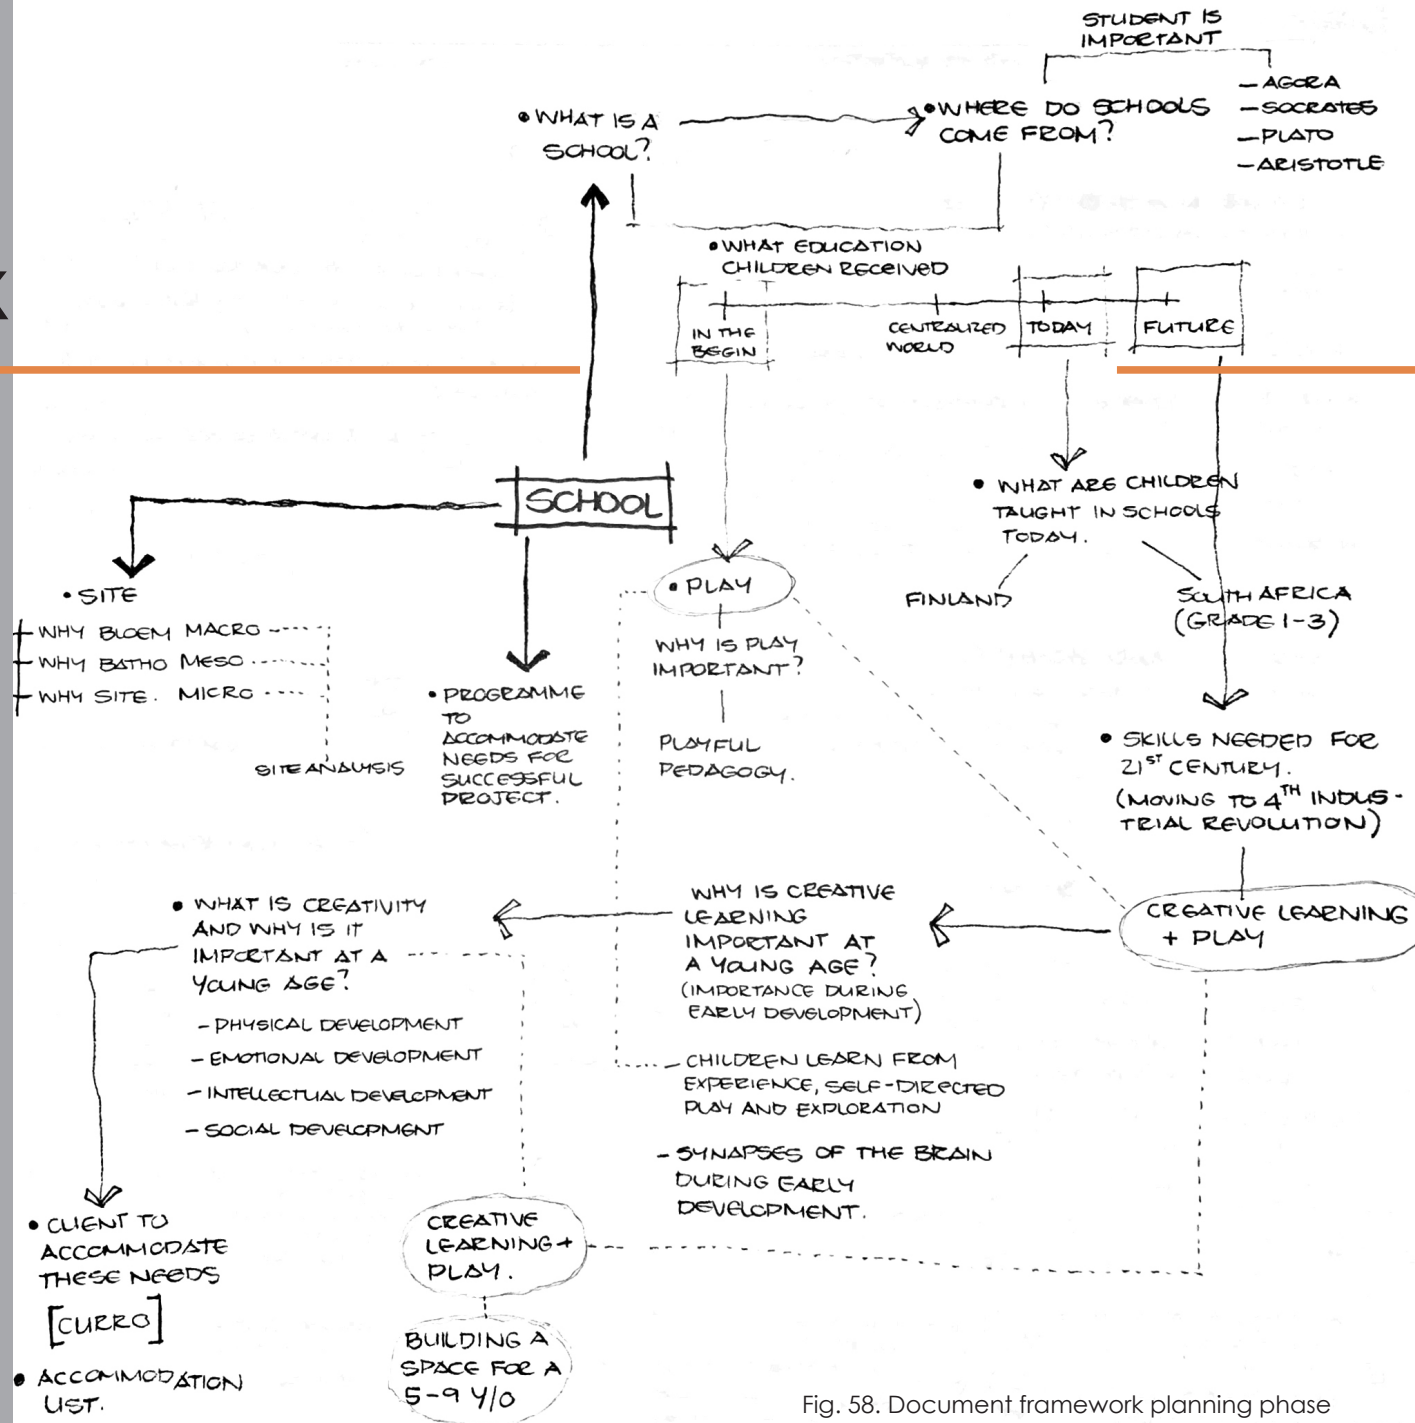 STUDENT IS
IMPORTANT
– AGORA
– SOCRATES
– PLATO
– ARISTOTLE
• WHAT IS A
SCHOOL?
• WHERE DO SCHOOLS
COME FROM?
• WHAT EDUCATION
CHILDREN RECEIVED
IN THE
BEGIN
CENTRALIZED
WORLD
TODAY
FUTURE
SCHOOL
• WHAT ARE CHILDREN
TAUGHT IN SCHOOLS
TODAY.
FINLAND
SOUTH AFRICA
(GRADE 1-3)
• SITE
WHY BLOEM MACRO
WHY BATHO MESO
WHY SITE. MICRO
SITE ANALYSIS
• PROGRAMME
TO
ACCOMMODATE
NEEDS FOR
SUCCESSFUL
PROJECT.
• PLAY
WHY IS PLAY
IMPORTANT?
PLAYFUL
PEDAGOGY.
• SKILLS NEEDED FOR
21ST CENTURY.
(MOVING TO 4TH INDUS-
TRIAL REVOLUTION)
CREATIVE LEARNING
+ PLAY
WHY IS CREATIVE
LEARNING
IMPORTANT AT
A YOUNG AGE?
(IMPORTANCE DURING
EARLY DEVELOPMENT)
– CHILDREN LEARN FROM
EXPERIENCE, SELF-DIRECTED
PLAY AND EXPLORATION
– SYNAPSES OF THE BRAIN
DURING EARLY
DEVELOPMENT.
• WHAT IS CREATIVITY
AND WHY IS IT
IMPORTANT AT A
YOUNG AGE?
– PHYSICAL DEVELOPMENT
– EMOTIONAL DEVELOPMENT
– INTELLECTUAL DEVELOPMENT
– SOCIAL DEVELOPMENT
• CLIENT TO
ACCOMMODATE
THESE NEEDS
[CURRO]
• ACCOMMODATION
LIST.
CREATIVE
LEARNING +
PLAY.
BUILDING A
SPACE FOR A
5-9 Y/O
Fig. 58. Document framework planning phase